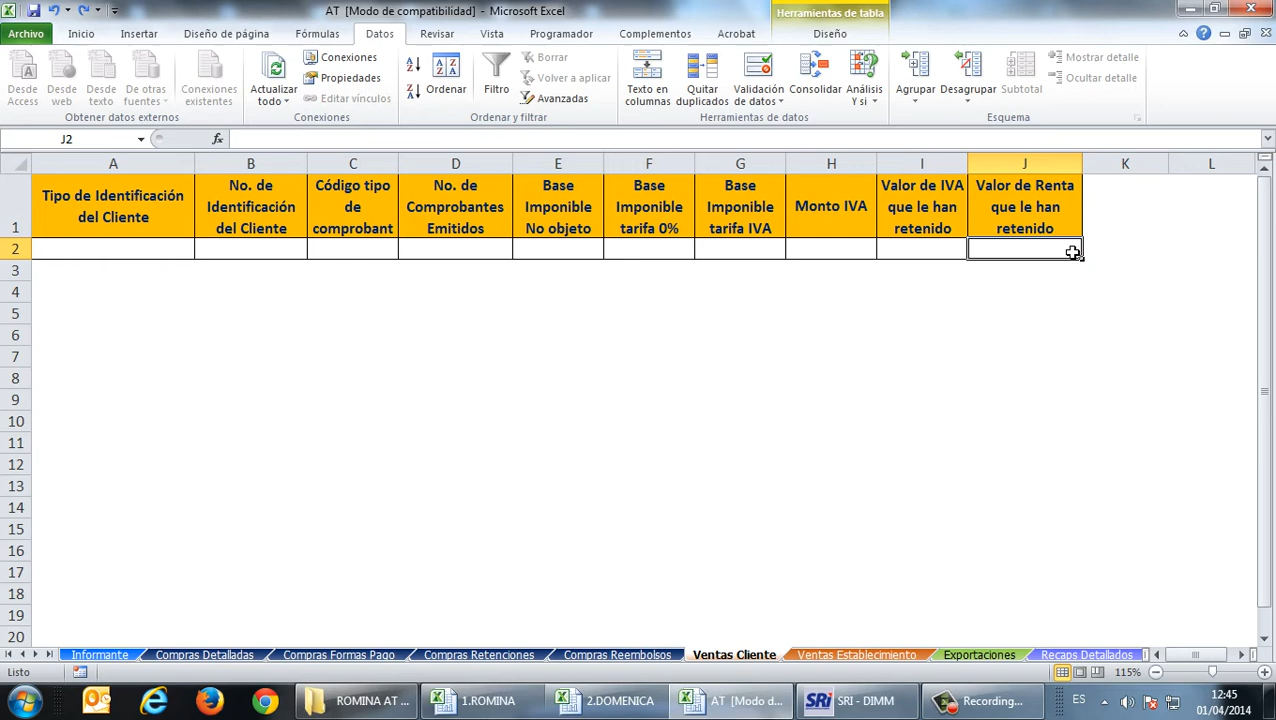 AT [Modo de compatibilidad] - Microsoft Excel
Herramientas de tabla
Archivo Inicio Insertar Diseño de página Fórmulas Datos Revisar Vista Programador Complementos Acrobat Diseño
Desde Access
Desde web
Desde texto
De otras fuentes
Conexiones existentes
Obtener datos externos
Actualizar todo
Conexiones
Propiedades
Editar vínculos
Conexiones
Ordenar
Filtro
Borrar
Volver a aplicar
Avanzadas
Ordenar y filtrar
Texto en columnas
Quitar duplicados
Validación de datos
Consolidar
Análisis Y si
Herramientas de datos
Agrupar
Desagrupar
Subtotal
Mostrar detalle
Ocultar detalle
Esquema
J2 fx
A B C D E F G H I J K L
1
Tipo de Identificación del Cliente
No. de Identificación del Cliente
Código tipo de comprobant
No. de Comprobantes Emitidos
Base Imponible No objeto
Base Imponible tarifa 0%
Base Imponible tarifa IVA
Monto IVA
Valor de IVA que le han retenido
Valor de Renta que le han retenido
2
3
4
5
6
7
8
9
10
11
12
13
14
15
16
17
18
19
20
Informante Compras Detalladas Compras Formas Pago Compras Retenciones Compras Reembolsos Ventas Cliente Ventas Establecimiento Exportaciones Recaps Detallados
Listo 115%
ROMINA AT ... 1.ROMINA 2.DOMENICA AT [Modo d... SRI SRI - DIMM Recording... ES 12:45
01/04/2014